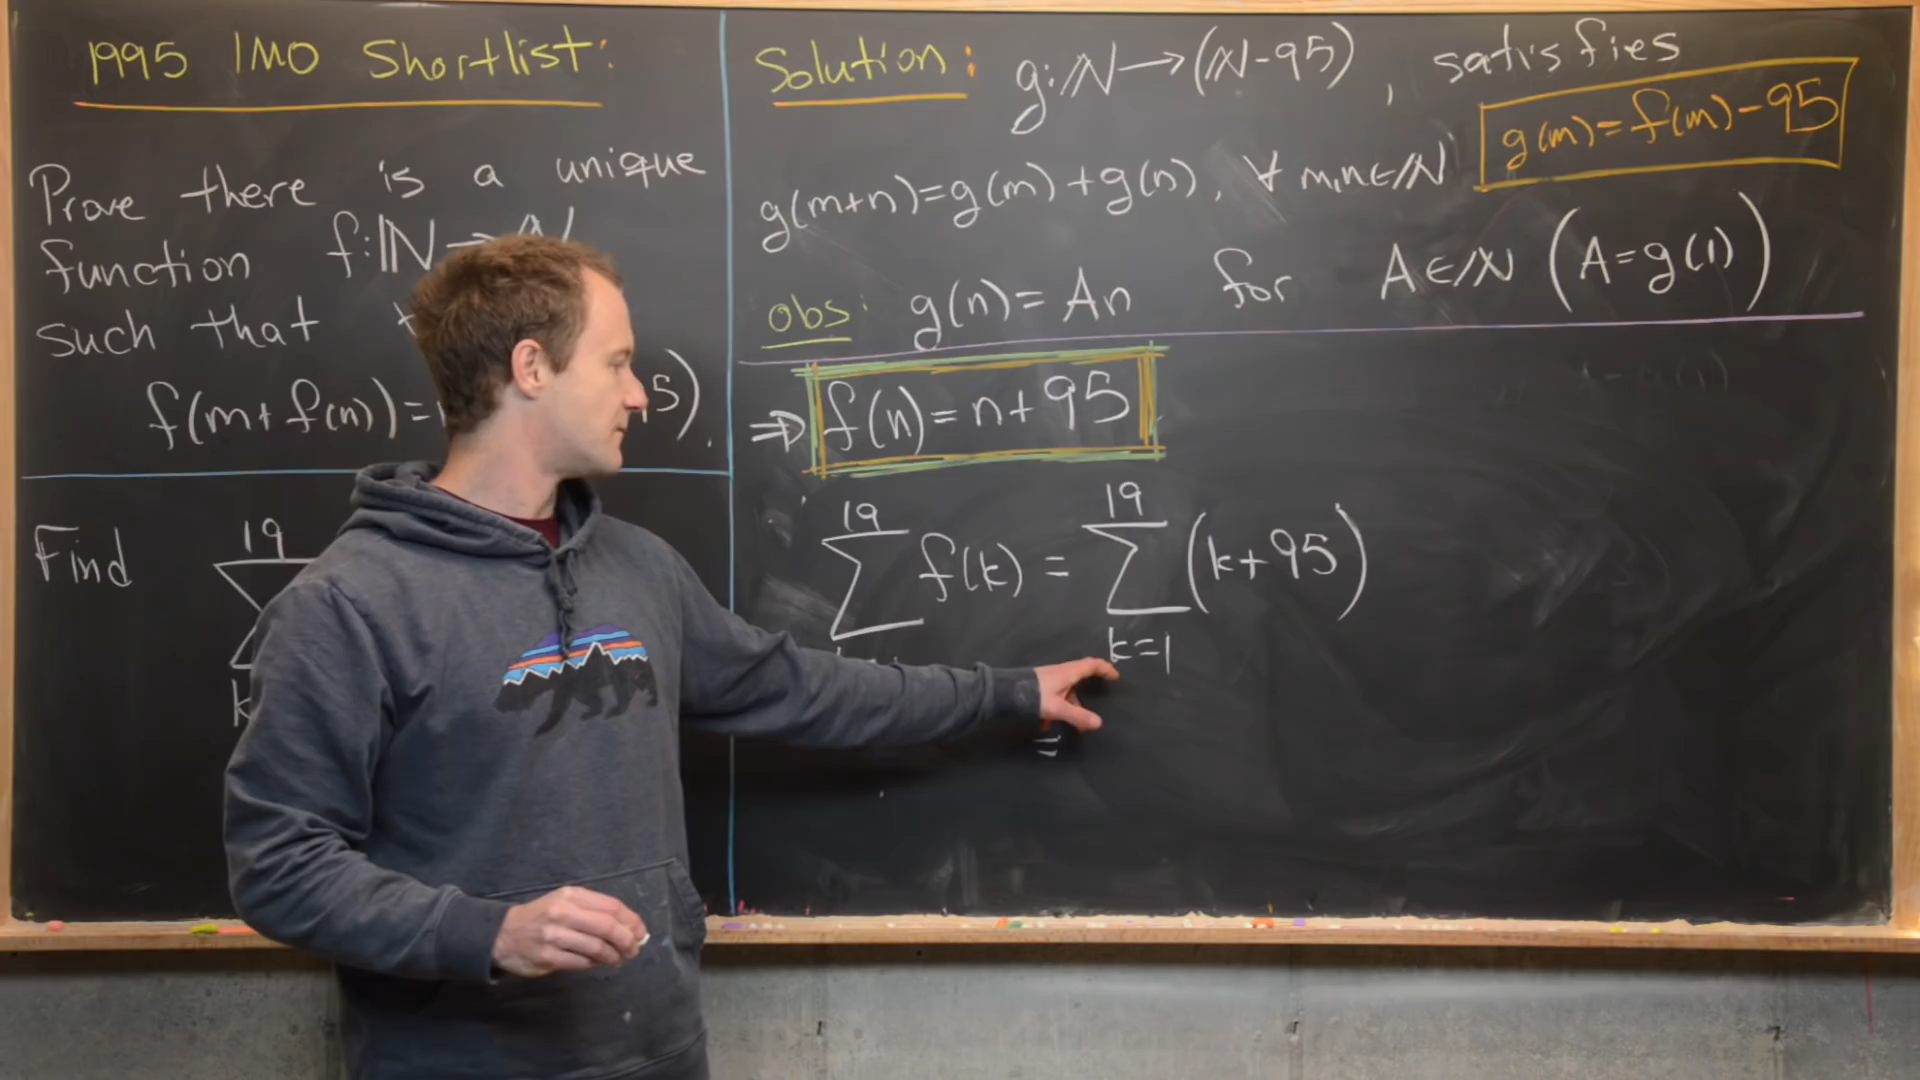 1995 IMO Shortlist:
Prove there is a unique
function f:ℕ→ℕ
such that
f(m+f(n))= 95).
Find 19
∑
k
Solution: g:ℕ→(ℕ-95), satisfies
g(m)=f(m)-95
g(m+n)=g(m)+g(n), ∀ m,n∈ℕ
obs: g(n)=An for A∈ℕ (A=g(1))
⇒ f(n)=n+95
19 19
∑ f(k) = ∑ (k+95)
k=1
=